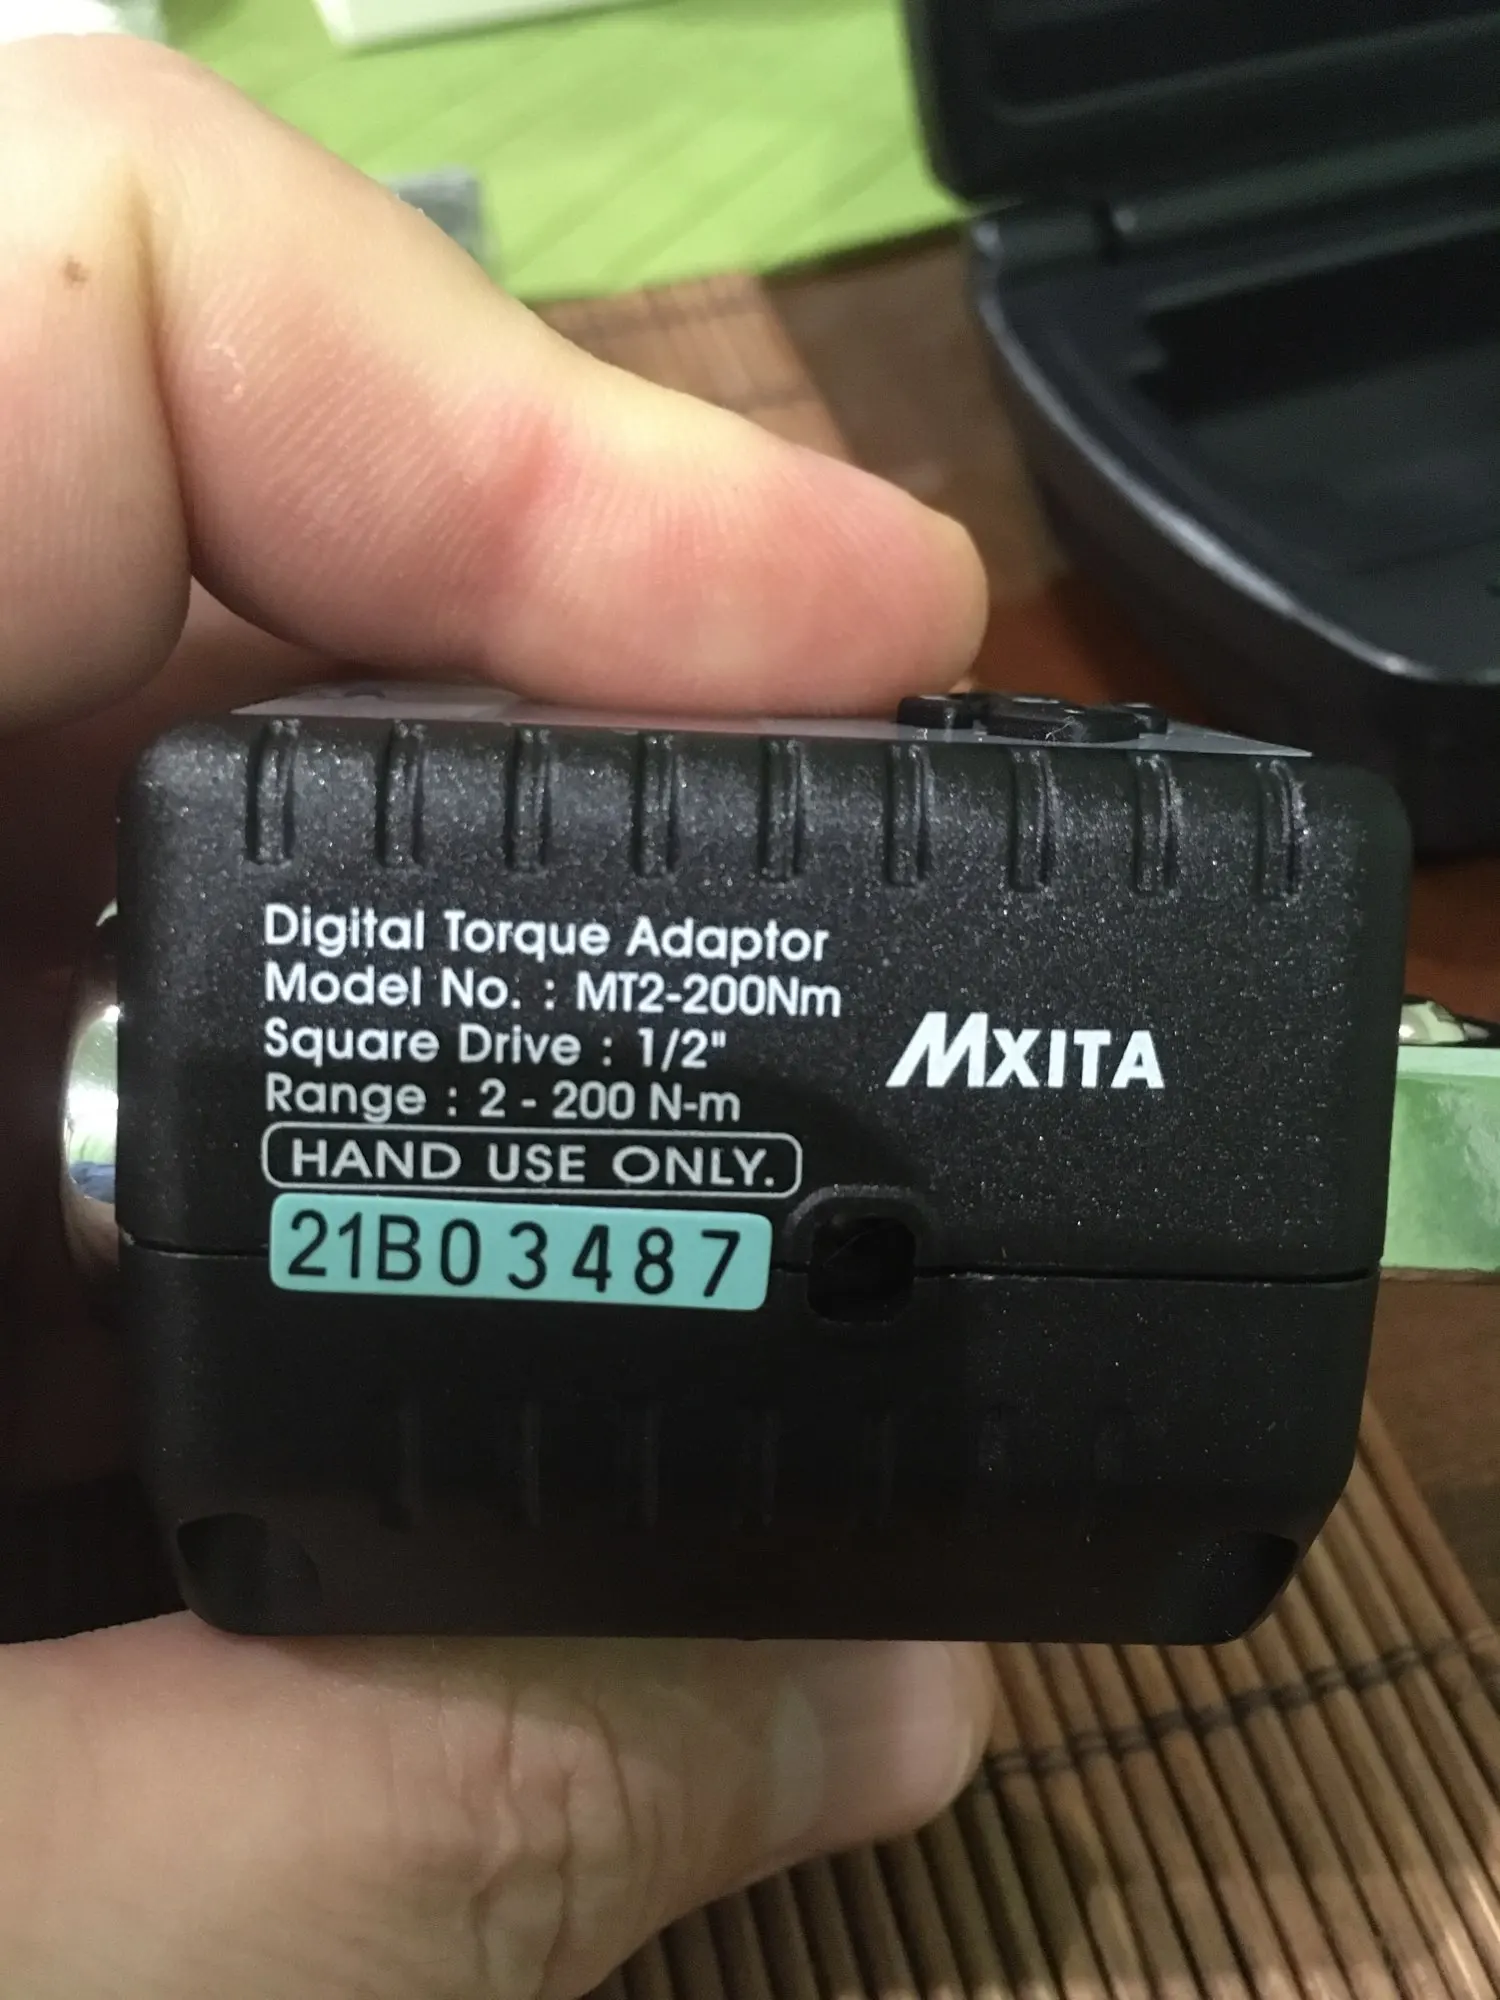 Digital Torque Adaptor
Model No. : MT2-200Nm
Square Drive : 1/2"
Range : 2 - 200 N-m
HAND USE ONLY.
21B03487
MXITA